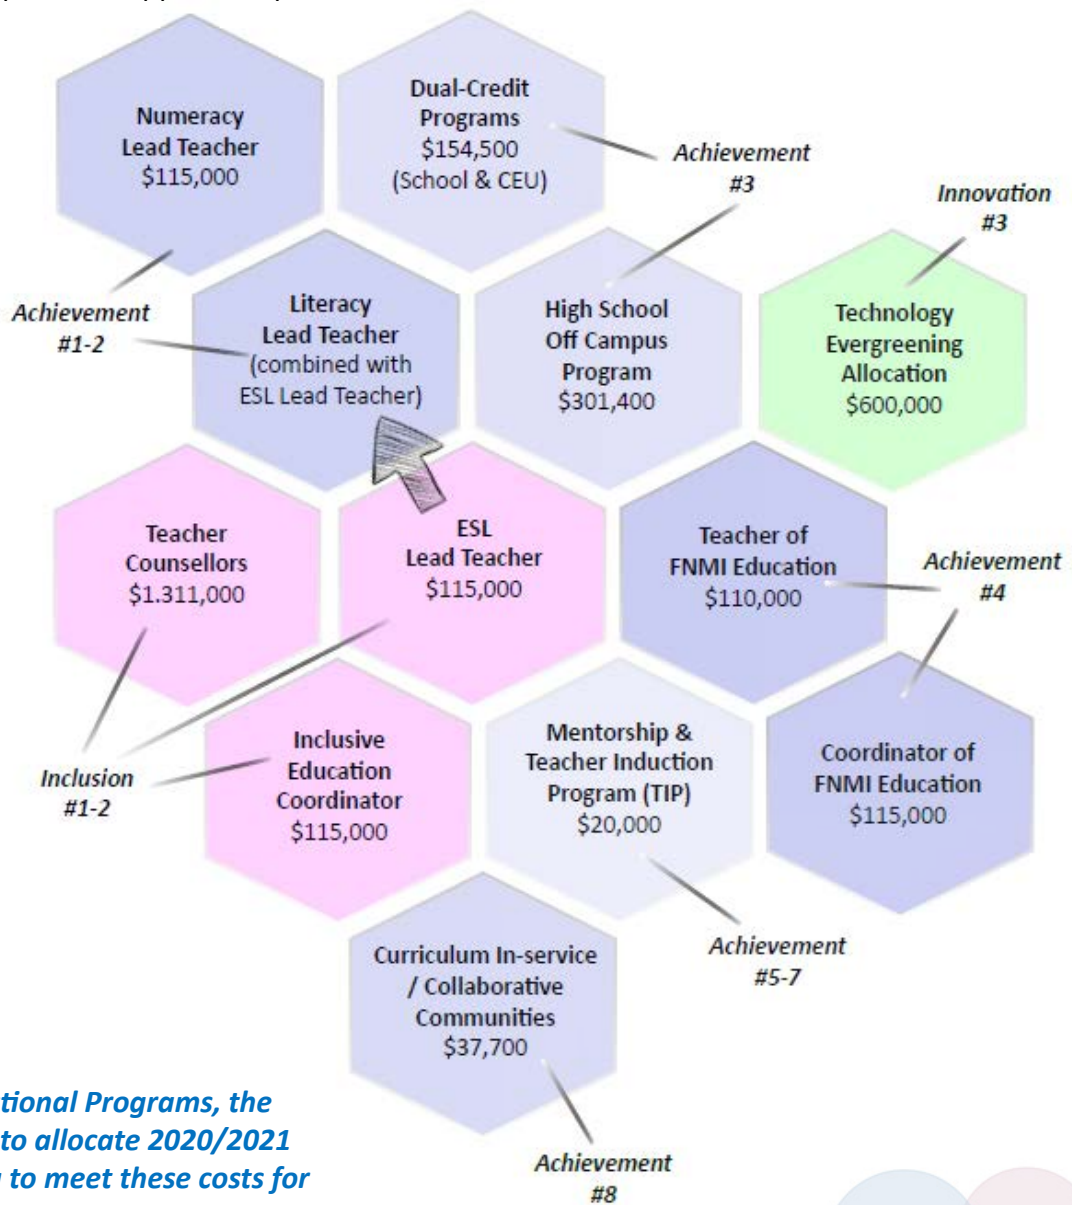 Numeracy
Lead Teacher
$115,000
Dual-Credit
Programs
$154,500
(School & CEU)
Achievement
#3
Innovation
#3
Achievement
#1-2
Literacy
Lead Teacher
(combined with
ESL Lead Teacher)
High School
Off Campus
Program
$301,400
Technology
Evergreening
Allocation
$600,000
Teacher
Counsellors
$1.311,000
ESL
Lead Teacher
$115,000
Teacher of
FNMI Education
$110,000
Achievement
#4
Inclusion
#1-2
Inclusive
Education
Coordinator
$115,000
Mentorship &
Teacher Induction
Program (TIP)
$20,000
Coordinator of
FNMI Education
$115,000
Achievement
#5-7
Curriculum In-service
/ Collaborative
Communities
$37,700
Achievement
#8
tional Programs, the
to allocate 2020/2021
to meet these costs for